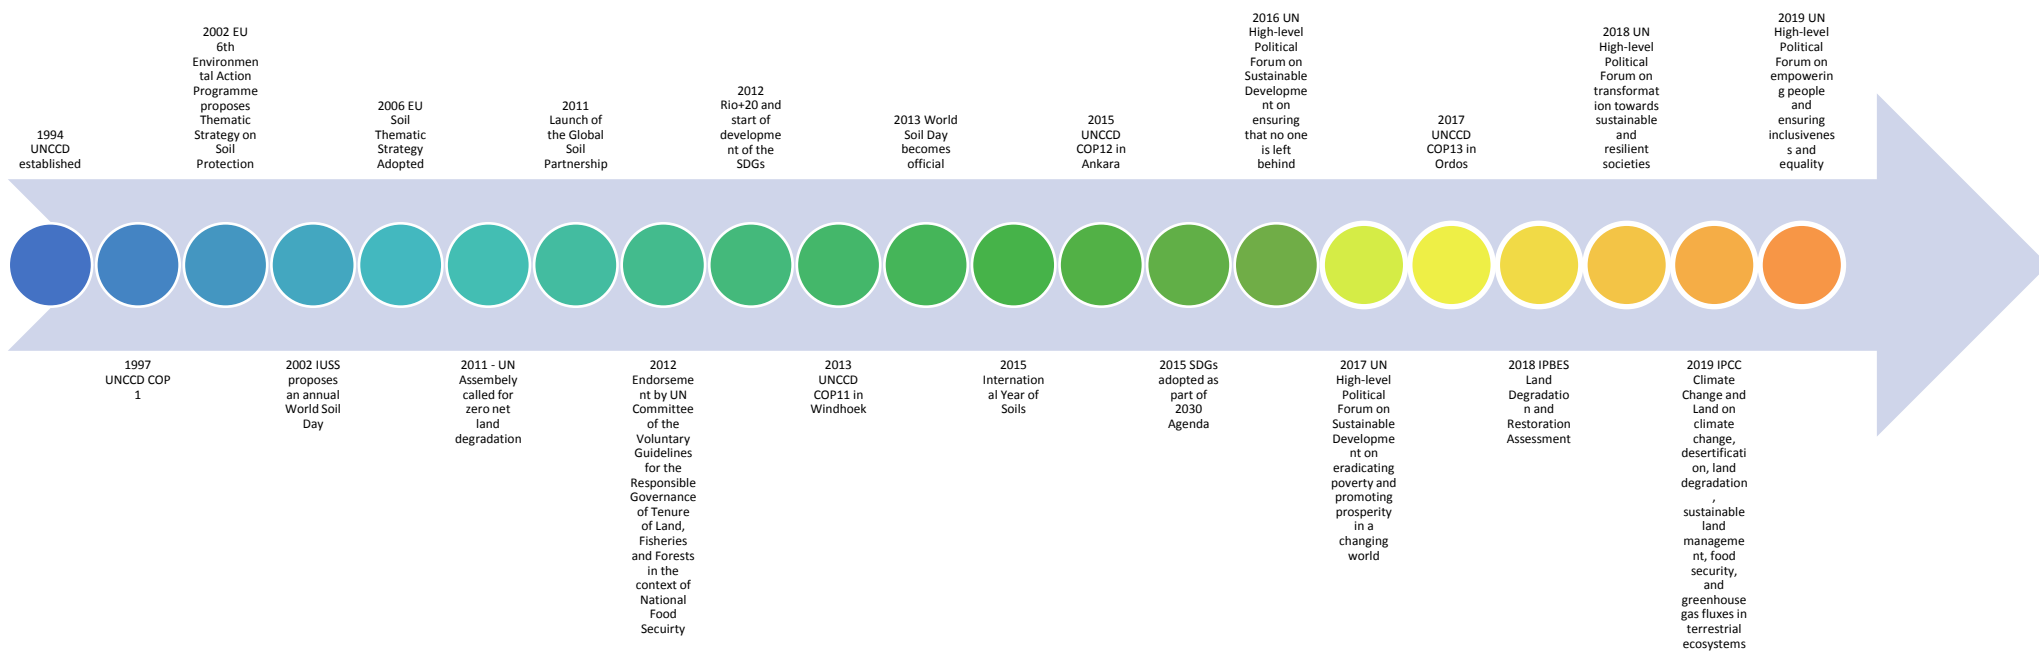 1994
UNCCD
established
1997
UNCCD COP
1
2002 EU
6th
Environmen
tal Action
Programme
proposes
Thematic
Strategy on
Soil
Protection
2002 IUSS
proposes
an annual
World Soil
Day
2006 EU
Soil
Thematic
Strategy
Adopted
2011 - UN
Assembely
called for
zero net
land
degradation
2011
Launch of
the Global
Soil
Partnership
2012
Endorseme
nt by UN
Committee
of the
Voluntary
Guidelines
for the
Responsible
Governance
of Tenure
of Land,
Fisheries
and Forests
in the
context of
National
Food
Secuirty
2012
Rio+20 and
start of
developme
nt of the
SDGs
2013
UNCCD
COP11 in
Windhoek
2013 World
Soil Day
becomes
official
2015
Internation
al Year of
Soils
2015
UNCCD
COP12 in
Ankara
2015 SDGs
adopted as
part of
2030
Agenda
2016 UN
High-level
Political
Forum on
Sustainable
Developme
nt on
ensuring
that no one
is left
behind
2017 UN
High-level
Political
Forum on
Sustainable
Developme
nt on
eradicating
poverty and
promoting
prosperity
in a
changing
world
2017
UNCCD
COP13 in
Ordos
2018 IPBES
Land
Degradatio
n and
Restoration
Assessment
2018 UN
High-level
Political
Forum on
transformat
ion towards
sustainable
and
resilient
societies
2019 IPCC
Climate
Change and
Land on
climate
change,
desertificati
on, land
degradation
,
sustainable
land
manageme
nt, food
security,
and
greenhouse
gas fluxes in
terrestrial
ecosystems
2019 UN
High-level
Political
Forum on
empowerin
g people
and
ensuring
inclusivenes
s and
equality